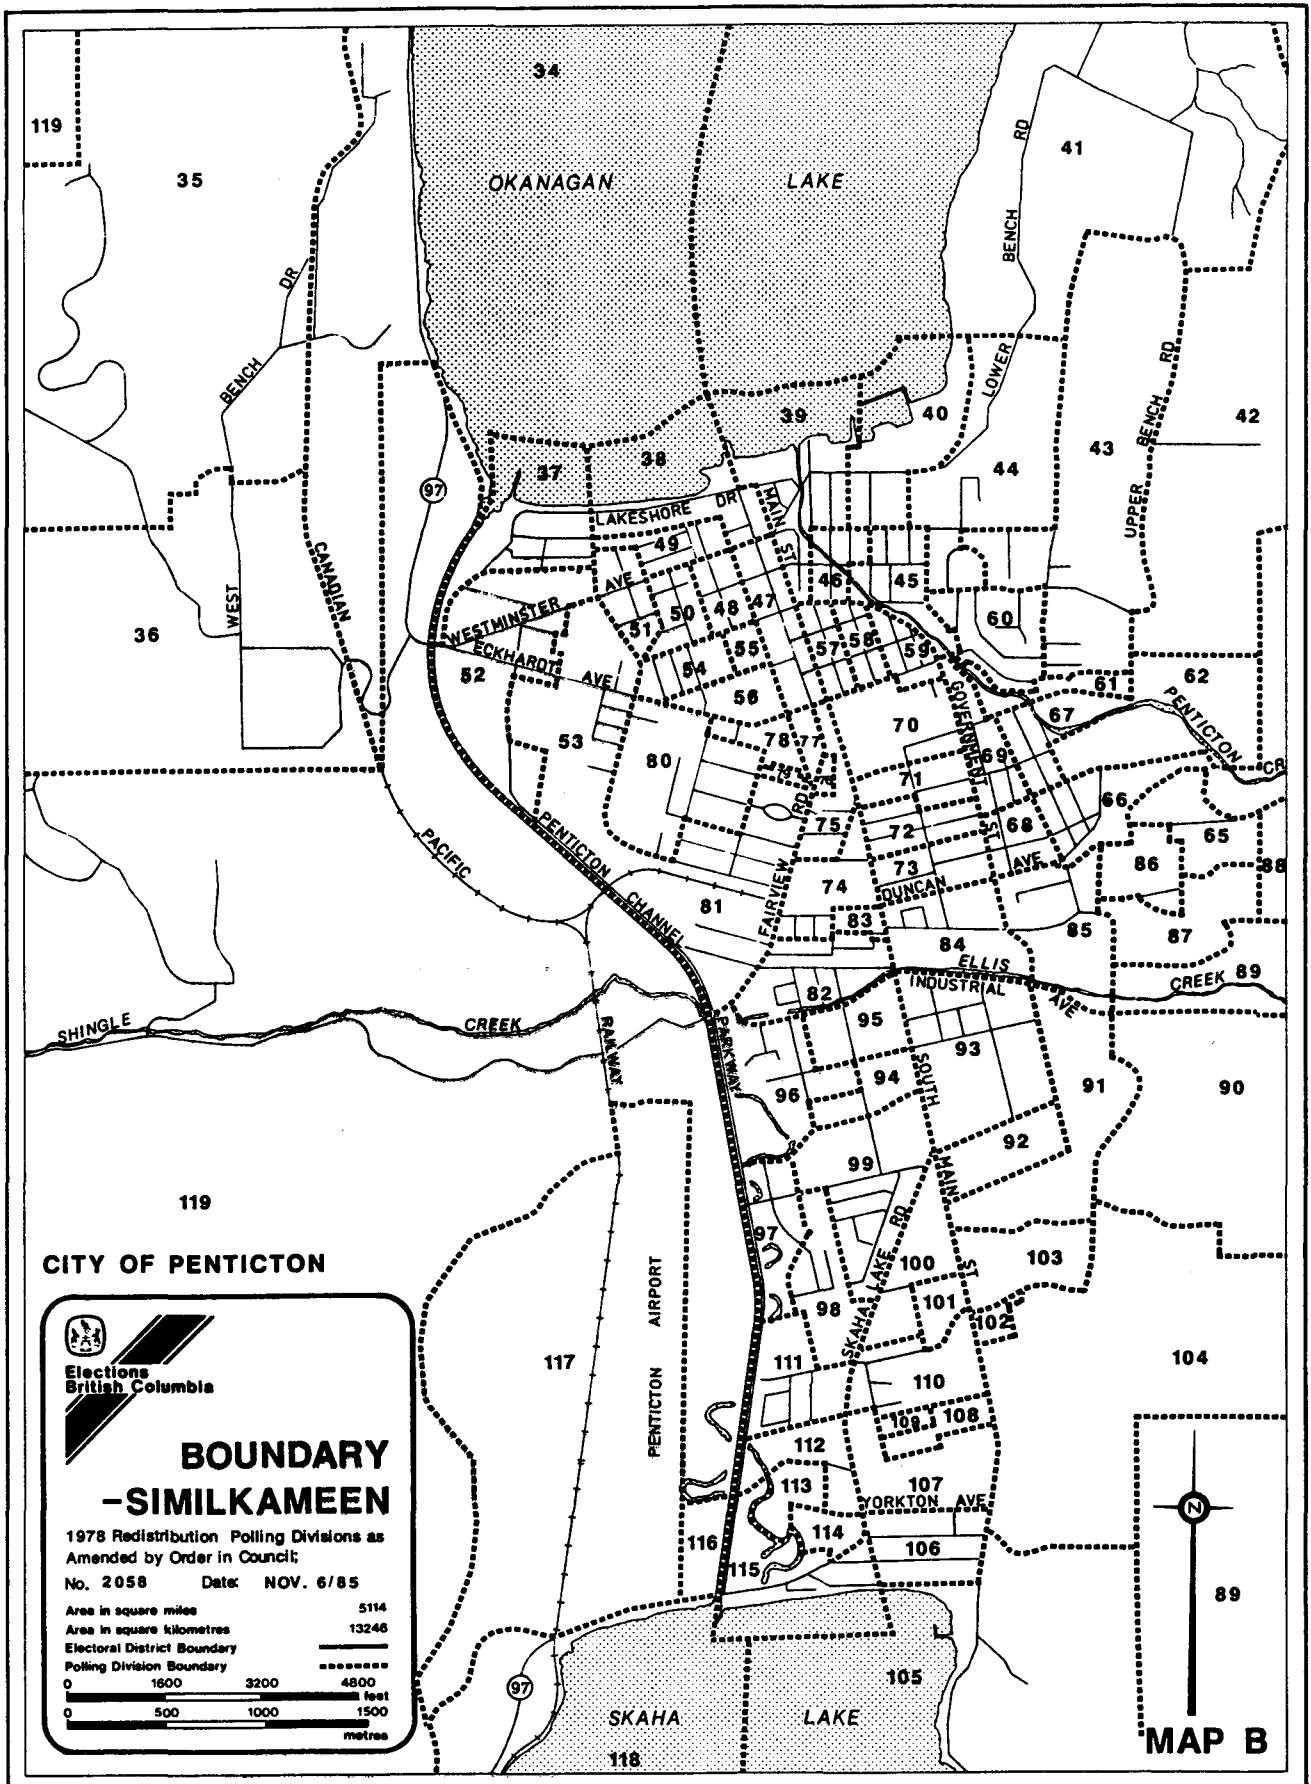 34
119
35
OKANAGAN LAKE
41
RD
BENCH
LOWER
BENCH DR
39
40
42
43
44
UPPER BENCH RD
37
38
97
LAKESHORE DR
MAIN ST
49
46
45
CANADIAN
WEST
36
WESTMINSTER AVE
ECKHARDT AVE
50
48
47
51
60
52
54
55
57
58
59
56
61
62
67
PENTICTON CR
GOVERNMENT ST
53
80
78
77
70
69
71
66
65
68
75
72
73
74
86
88
DUNCAN AVE
PACIFIC
PENTICTON CHANNEL
FAIRVIEW RD
81
83
84
85
87
89
ELLIS CREEK
INDUSTRIAL AVE
82
SHINGLE CREEK
RAILWAY
PARKWAY
95
93
SOUTH MAIN ST
94
96
91
90
92
99
119
97
SKAHA LAKE RD
100
103
CITY OF PENTICTON
98
101
102
104
117
PENTICTON AIRPORT
111
110
109
108
112
113
107
YORKTON AVE
114
106
116
115
89
97
105
SKAHA LAKE
118
Elections
British Columbia
BOUNDARY
-SIMILKAMEEN
1978 Redistribution Polling Divisions as
Amended by Order in Council;
No. 2058 Date: NOV. 6/85
Area in square miles 5114
Area in square kilometres 13246
Electoral District Boundary
Polling Division Boundary
0 1600 3200 4800
feet
0 500 1000 1500
metres
N
MAP B